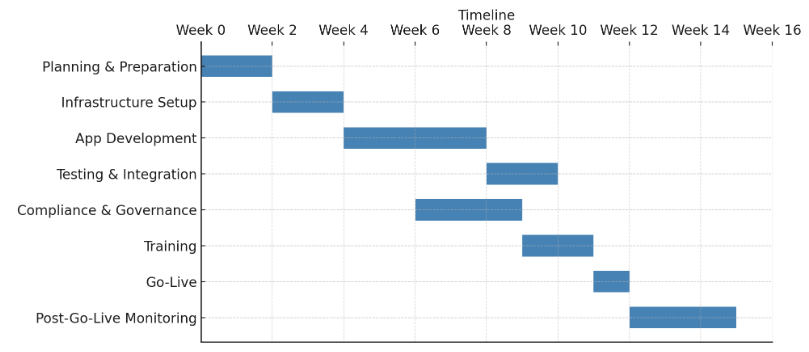 Timeline
Week 0 Week 2 Week 4 Week 6 Week 8 Week 10 Week 12 Week 14 Week 16
Planning & Preparation
Infrastructure Setup
App Development
Testing & Integration
Compliance & Governance
Training
Go-Live
Post-Go-Live Monitoring